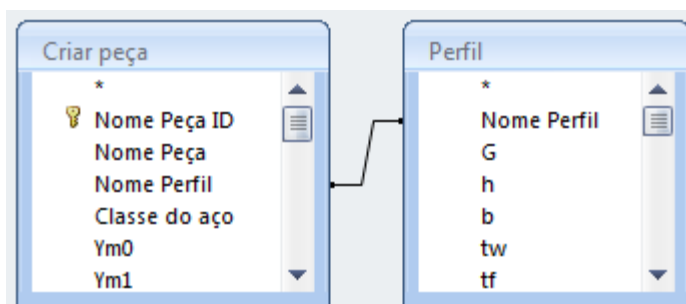 Criar peça
*
Nome Peça ID
Nome Peça
Nome Perfil
Classe do aço
Ym0
Ym1
Perfil
*
Nome Perfil
G
h
b
tw
tf